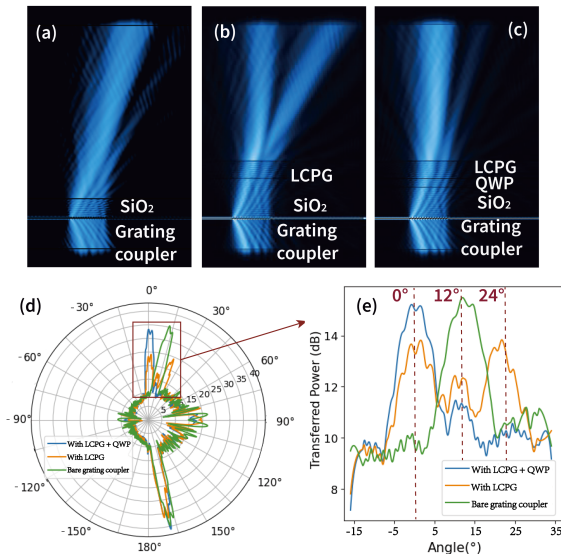 (a)
SiO₂
Grating
coupler
(b)
LCPG
SiO₂
Grating
coupler
(c)
LCPG
QWP
SiO₂
Grating
coupler
(d)
0°
30°
60°
90°
120°
150°
180°
-150°
-120°
- 90°
- 60°
- 30°
5 10 15 20 25 30 35 40
With LCPG + QWP
With LCPG
Bare grating coupler
(e)
0° 12° 24°
Transferred Power (dB)
14
12
10
8
With LCPG + QWP
With LCPG
Bare grating coupler
-15 -5 5 15 25 35
Angle(°)